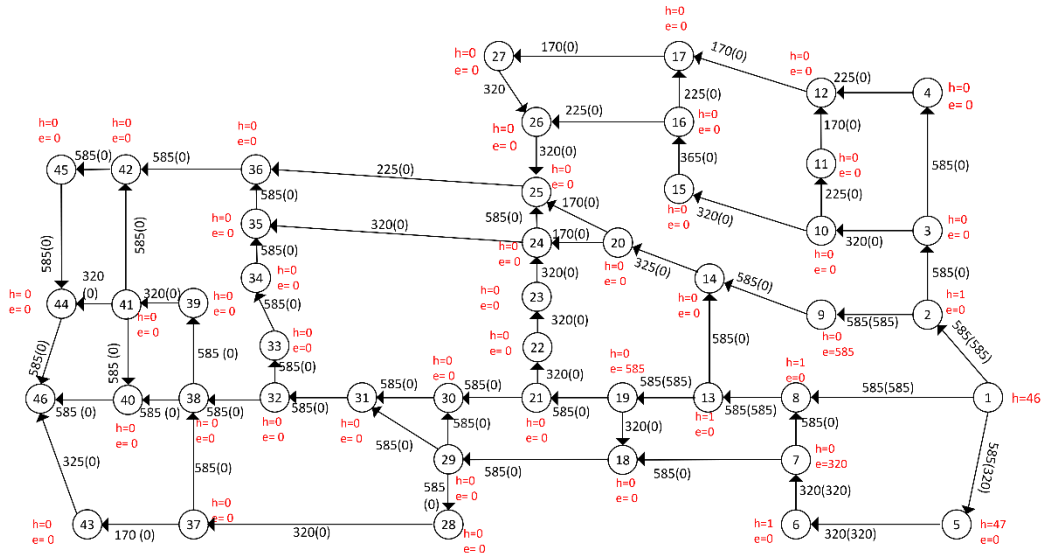 h=0
e= 0
h=0
e= 0
27
170(0)
17
170(0)
h=0
e= 0
12
225(0)
4
h=0
e= 0
320
225(0)
170(0)
h=0
e= 0
26
225(0)
16
h=0
e= 0
h=0
e= 0
h=0
e= 0
h=0
e= 0
320(0)
365(0)
11
h=0
e= 0
585(0)
45
585(0)
42
585(0)
36
225(0)
h=0
e= 0
25
170(0)
15
h=0
e= 0
320(0)
225(0)
585(0)
h=0
e= 0
35
320(0)
585(0)
24
170(0)
20
h=0
e= 0
h=0
e= 0
10
320(0)
3
h=0
e= 0
h=0
e= 0
585(0)
585(0)
585(0)
34
h=0
e= 0
320(0)
325(0)
14
h=0
e= 0
585(0)
585(0)
h=0
e= 0
44
320
(0)
41
320(0)
39
h=0
e= 0
h=0
e= 0
585(0)
h=0
e= 0
23
320(0)
9
585(585)
2
h=1
e=0
h=0
e=585
585(0)
585 (0)
585 (0)
33
h=0
e= 0
585(0)
h=0
e= 0
22
320(0)
585(0)
585(585)
h=0
e= 0
h=0
e= 585
h=1
e=0
46
585 (0)
40
585 (0)
38
585(0)
32
585(0)
31
585(0)
30
585(0)
21
585(0)
19
585(585)
13
585(585)
8
585(585)
1
h=46
h=0
e= 0
h=0
e= 0
h=0
e= 0
h=0
e= 0
h=1
e=0
585(0)
585(0)
585(0)
320(0)
585(0)
325(0)
585(0)
29
585(0)
18
585(0)
7
h=0
e=320
h=0
e= 0
585
(0)
320(320)
585(320)
h=0
e= 0
43
170 (0)
37
h=0
e= 0
320(0)
28
h=0
e= 0
h=1
e=0
6
320(320)
5
h=47
e=0